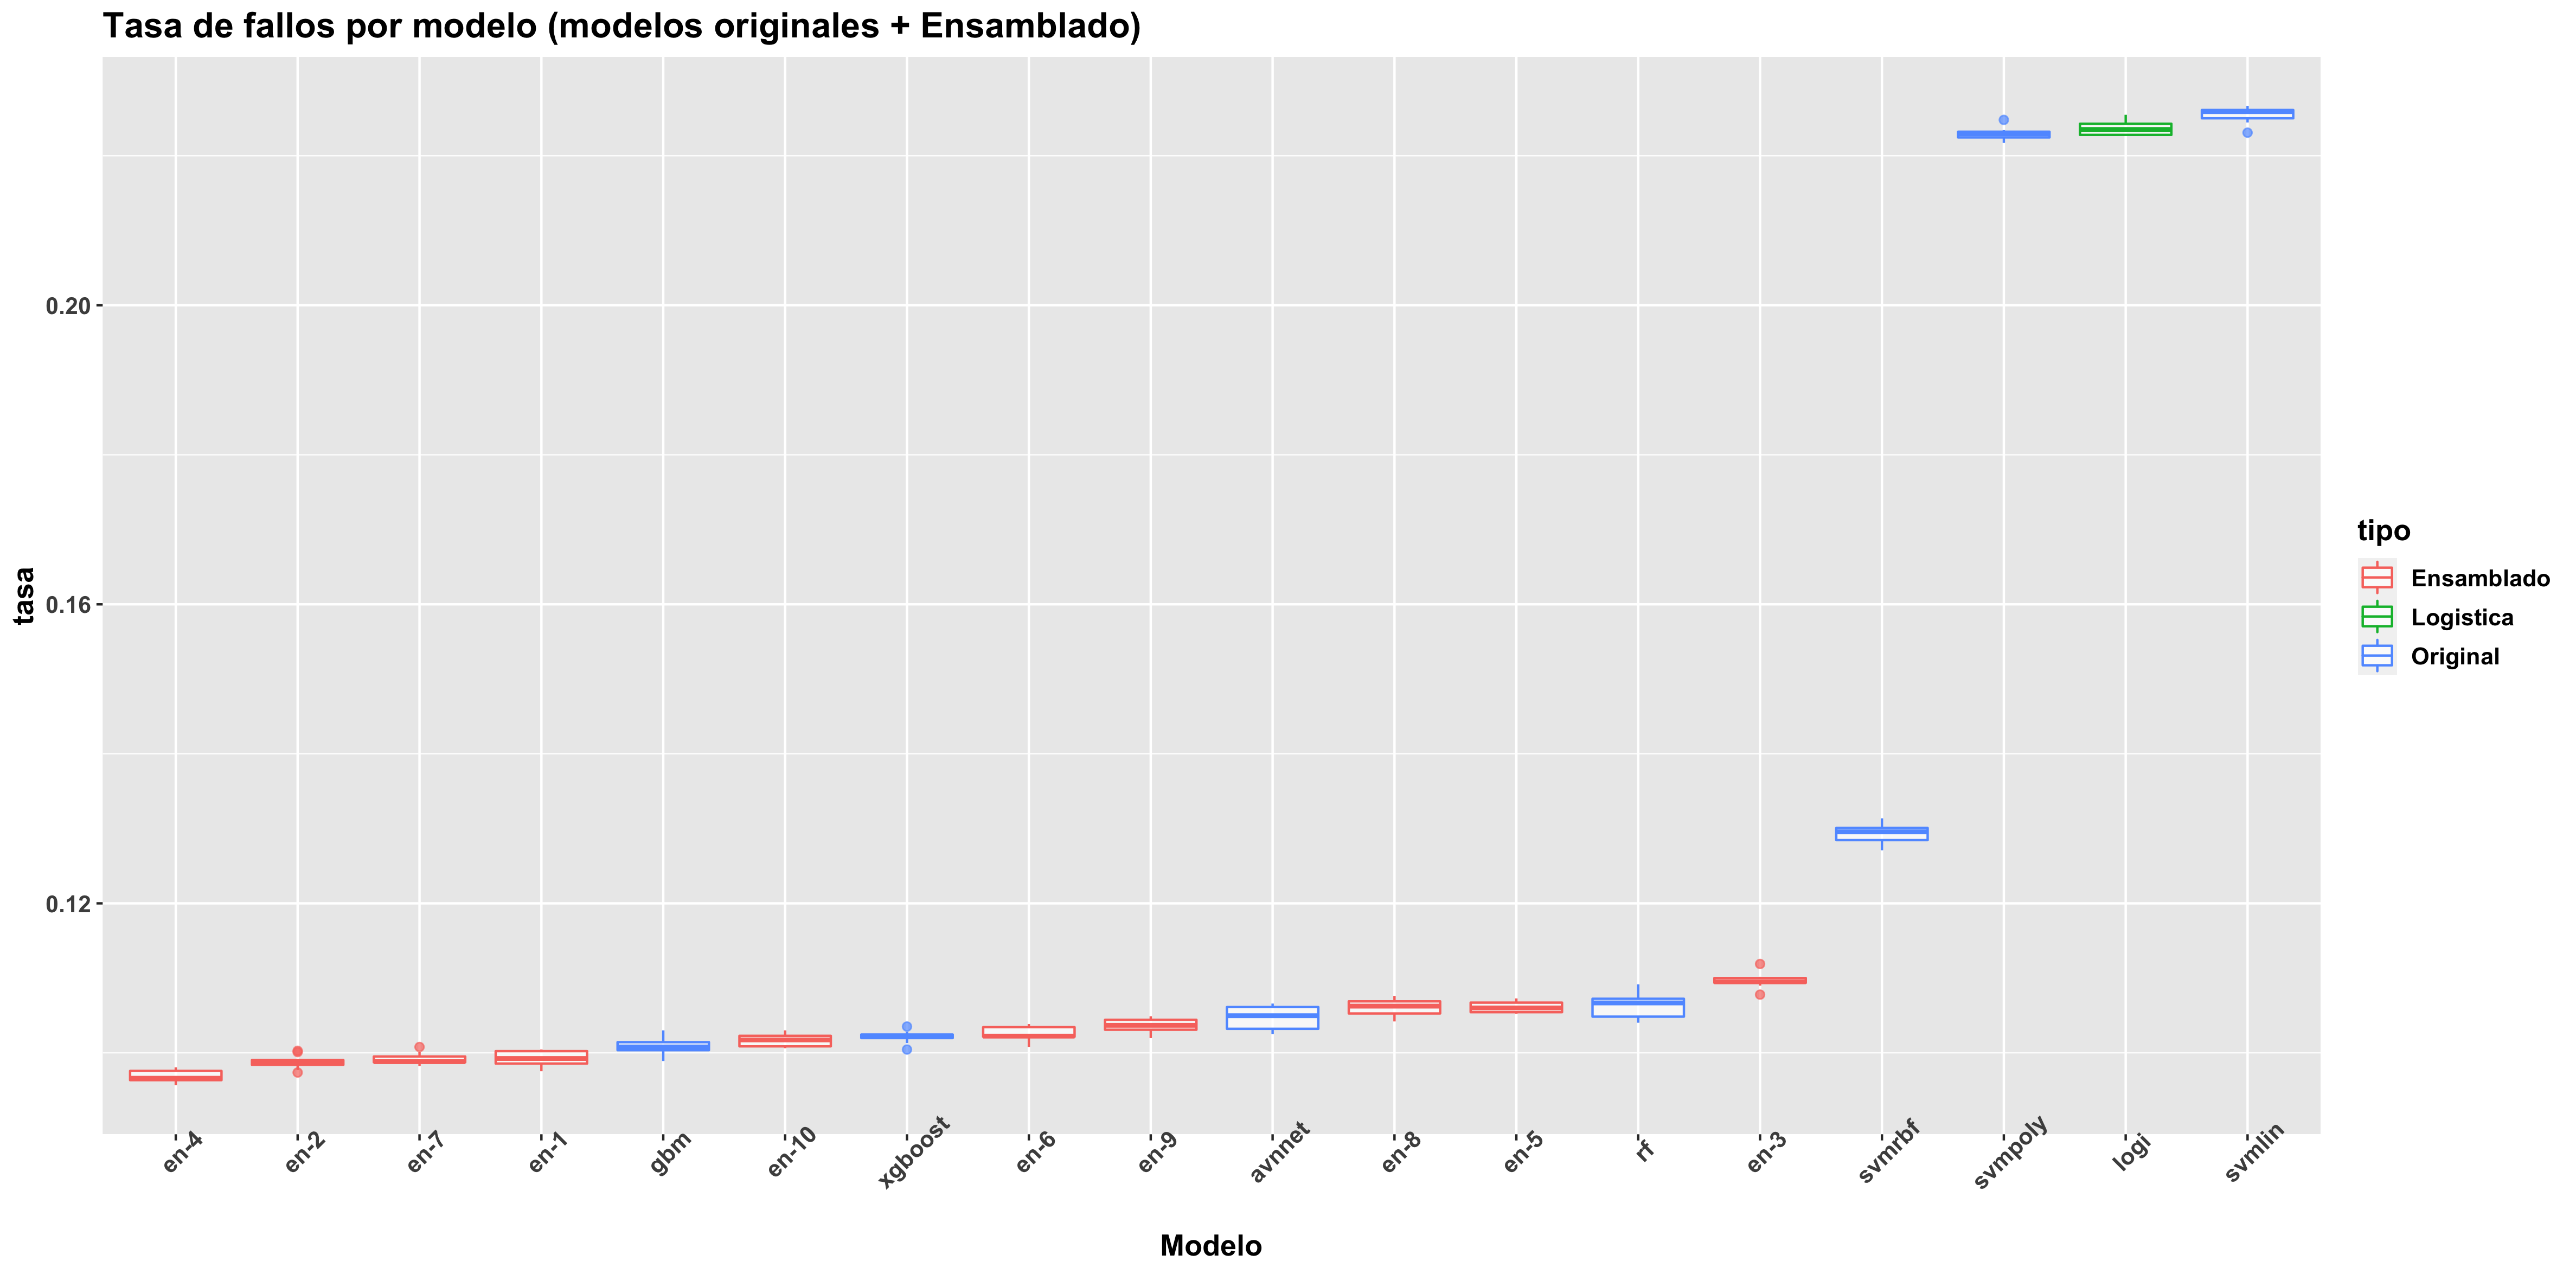 Tasa de fallos por modelo (modelos originales + Ensamblado)
tasa
0.20
0.16
0.12
en-4
en-2
en-7
en-1
gbm
en-10
xgboost
en-6
en-9
avnnet
en-8
en-5
rf
en-3
svmrbf
svmpoly
logi
svmlin
Modelo
tipo
Ensamblado
Logistica
Original